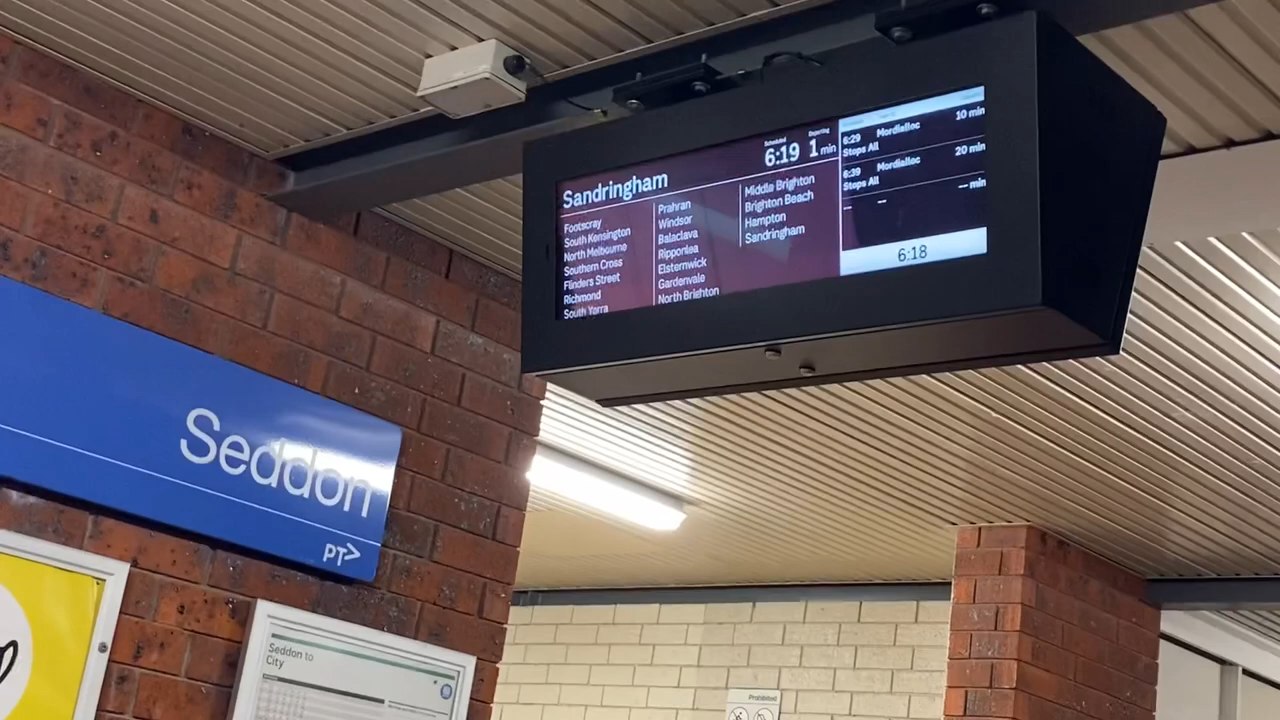 Scheduled
Departing
Sandringham
6:19
1 min
Footscray
South Kensington
North Melbourne
Southern Cross
Flinders Street
Richmond
South Yarra
Prahran
Windsor
Balaclava
Ripponlea
Elsternwick
Gardenvale
North Brighton
Middle Brighton
Brighton Beach
Hampton
Sandringham
6:29 Mordialloc 10 min
Stops All
6:39 Mordialloc 20 min
Stops All
-- -- -- min
6:18
Seddon
PT>
Seddon to
City
Prohibited